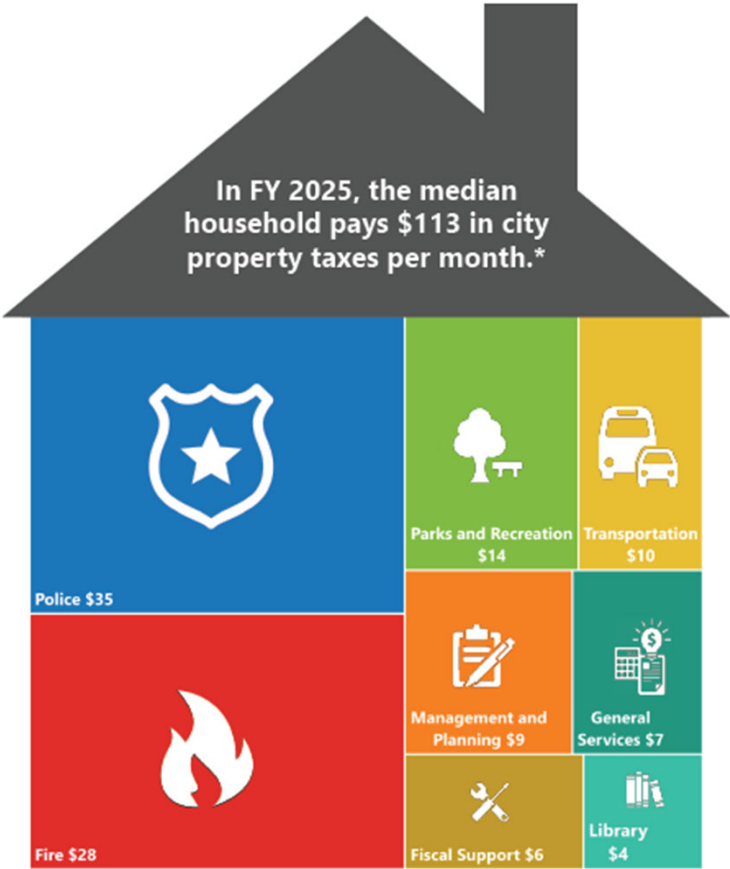 In FY 2025, the median
household pays $113 in city
property taxes per month.*
Police $35
Parks and Recreation
$14
Transportation
$10
Fire $28
Management and
Planning $9
General
Services $7
$
Fiscal Support $6
Library
$4